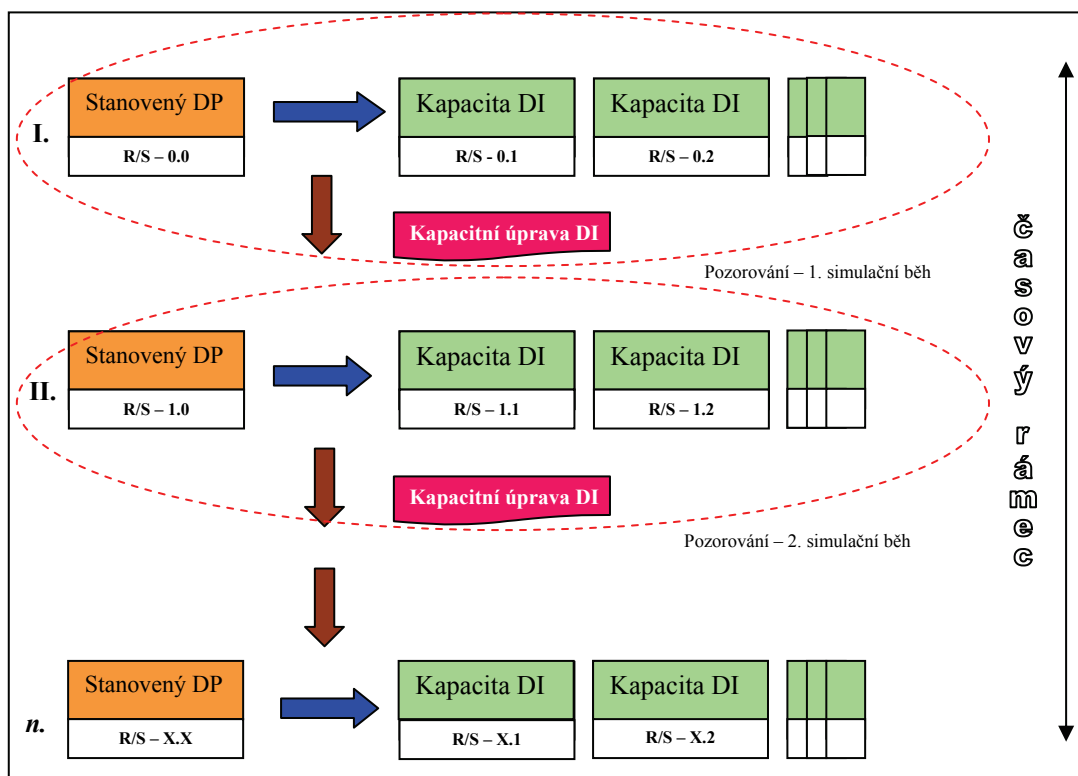 Stanovený DP
Kapacita DI
Kapacita DI
I.
R/S – 0.0
R/S - 0.1
R/S – 0.2
Kapacitní úprava DI
Pozorování – 1. simulační běh
Stanovený DP
Kapacita DI
Kapacita DI
II.
R/S – 1.0
R/S – 1.1
R/S – 1.2
Kapacitní úprava DI
Pozorování – 2. simulační běh
Stanovený DP
Kapacita DI
Kapacita DI
n.
R/S – X.X
R/S – X.1
R/S – X.2
časový rámec